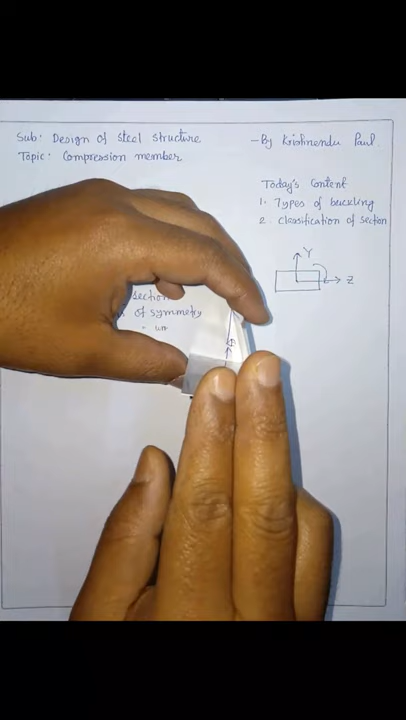 Sub: Design of steel structure
- By Krishnendu Paul.
Topic: Compression member
Today's content
1. Types of buckling
2. Classification of section
Y
Z
section
of symmetry